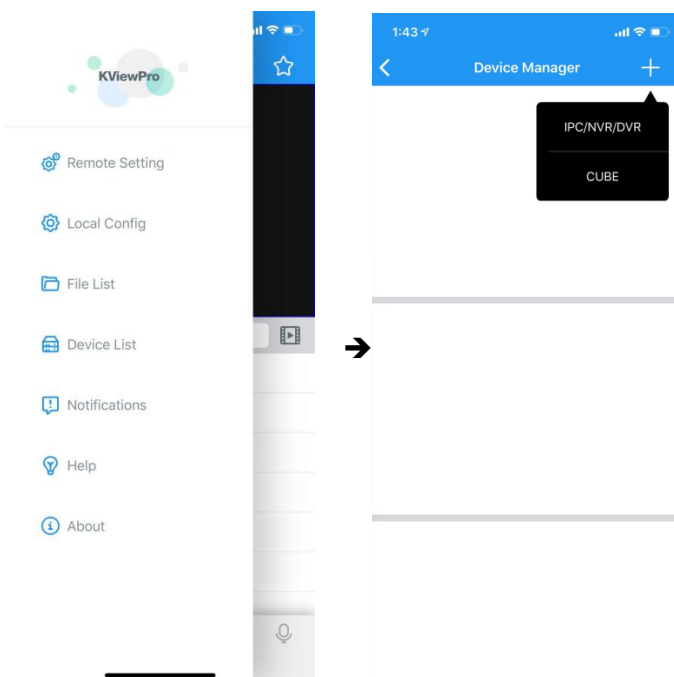 KViewPro
Remote Setting
Local Config
File List
Device List
Notifications
Help
About
1:43
Device Manager
IPC/NVR/DVR
CUBE